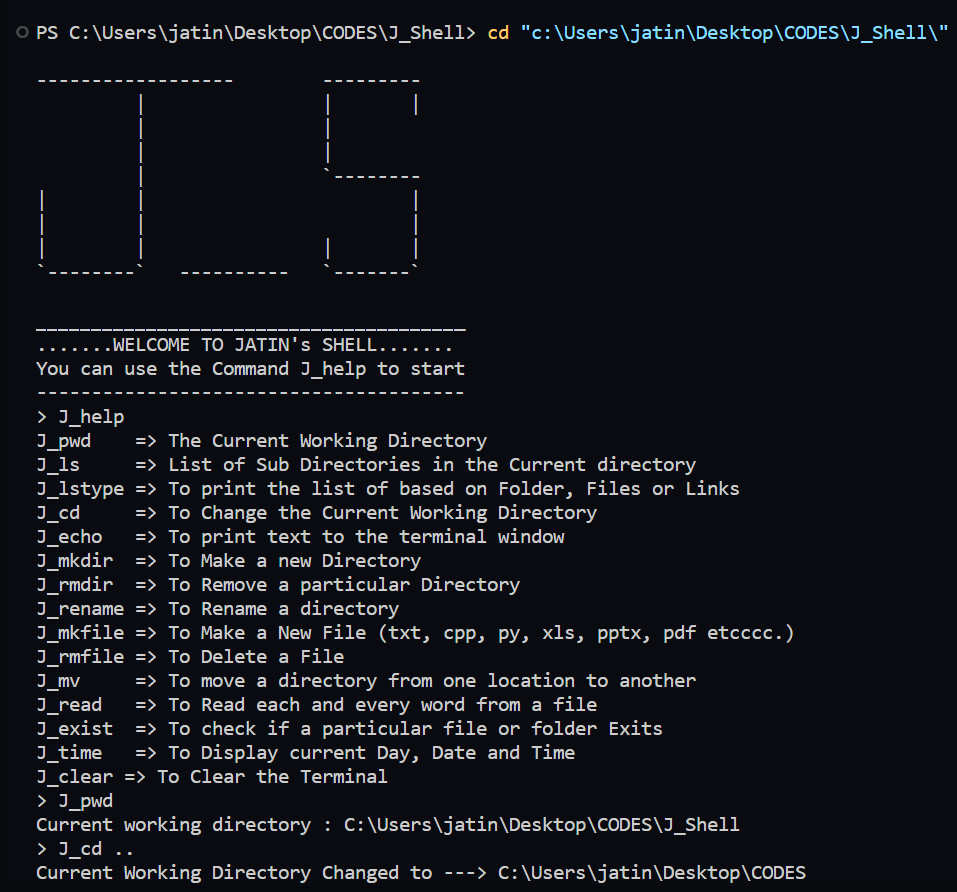 PS C:\Users\jatin\Desktop\CODES\J_Shell> cd "c:\Users\jatin\Desktop\CODES\J_Shell\"
------------------        ---------
         |                |       |
         |                |
         |                |
         |                `--------
|        |                        |
|        |                        |
|        |                |       |
`--------`   ----------   `-------`
_______________________________________
.......WELCOME TO JATIN's SHELL.......
You can use the Command J_help to start
---------------------------------------
> J_help
J_pwd    => The Current Working Directory
J_ls     => List of Sub Directories in the Current directory
J_lstype => To print the list of based on Folder, Files or Links
J_cd     => To Change the Current Working Directory
J_echo   => To print text to the terminal window
J_mkdir  => To Make a new Directory
J_rmdir  => To Remove a particular Directory
J_rename => To Rename a directory
J_mkfile => To Make a New File (txt, cpp, py, xls, pptx, pdf etcccc.)
J_rmfile => To Delete a File
J_mv     => To move a directory from one location to another
J_read   => To Read each and every word from a file
J_exist  => To check if a particular file or folder Exits
J_time   => To Display current Day, Date and Time
J_clear => To Clear the Terminal
> J_pwd
Current working directory : C:\Users\jatin\Desktop\CODES\J_Shell
> J_cd ..
Current Working Directory Changed to ---> C:\Users\jatin\Desktop\CODES